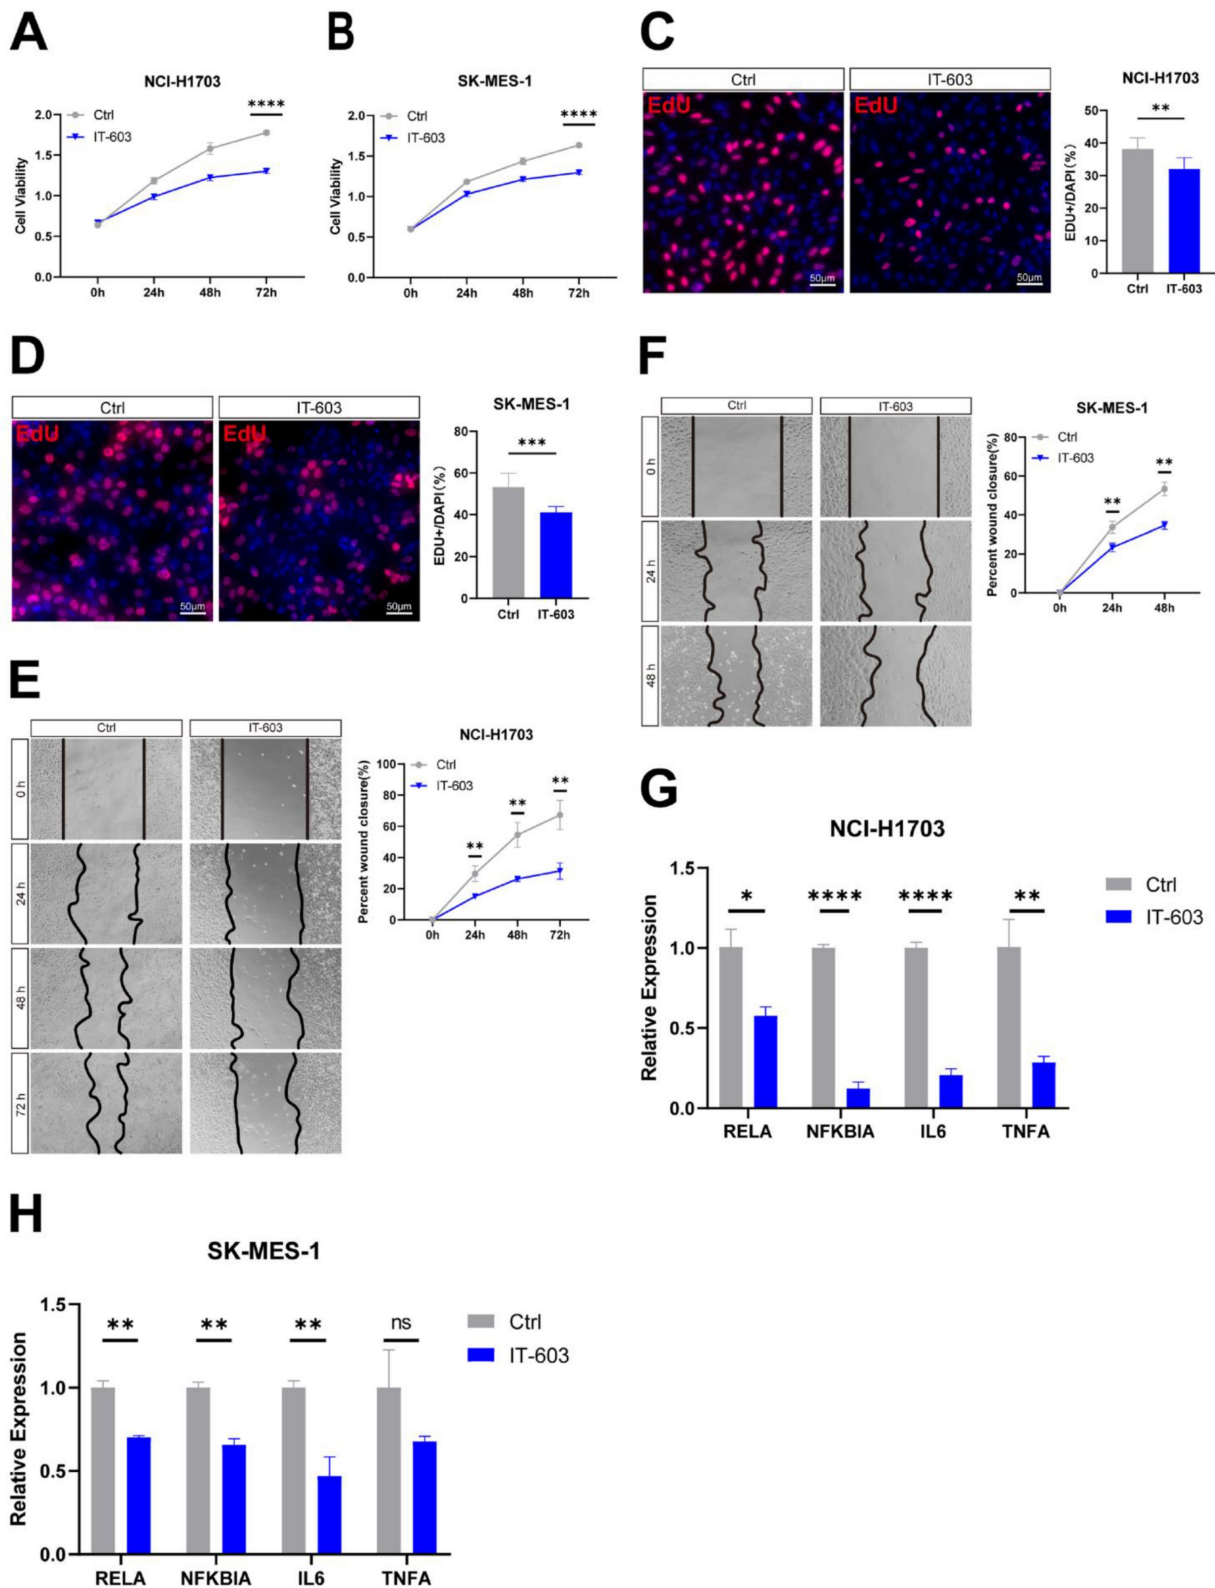 A
NCI-H1703
Ctrl
IT-603
****
2.0
1.5
1.0
0.5
0.0
Cell Viability
0h 24h 48h 72h
B
SK-MES-1
Ctrl
IT-603
****
2.0
1.5
1.0
0.5
0.0
Cell Viability
0h 24h 48h 72h
C
Ctrl IT-603
EdU EdU
50μm 50μm
NCI-H1703
**
50
40
30
20
10
0
EDU+/DAPI(%)
Ctrl IT-603
D
Ctrl IT-603
EdU EdU
50μm 50μm
SK-MES-1
***
80
60
40
20
0
EDU+/DAPI(%)
Ctrl IT-603
F
Ctrl IT-603
0 h
24 h
48 h
SK-MES-1
Ctrl
IT-603
** **
80
60
40
20
0
Percent wound closure(%)
0h 24h 48h
E
Ctrl IT-603
0 h
24 h
48 h
72 h
NCI-H1703
Ctrl
IT-603
** ** **
100
80
60
40
20
0
Percent wound closure(%)
0h 24h 48h 72h
G
NCI-H1703
Ctrl
IT-603
* **** **** **
1.5
1.0
0.5
0.0
Relative Expression
RELA NFKBIA IL6 TNFA
H
SK-MES-1
Ctrl
IT-603
** ** ** ns
1.5
1.0
0.5
0.0
Relative Expression
RELA NFKBIA IL6 TNFA